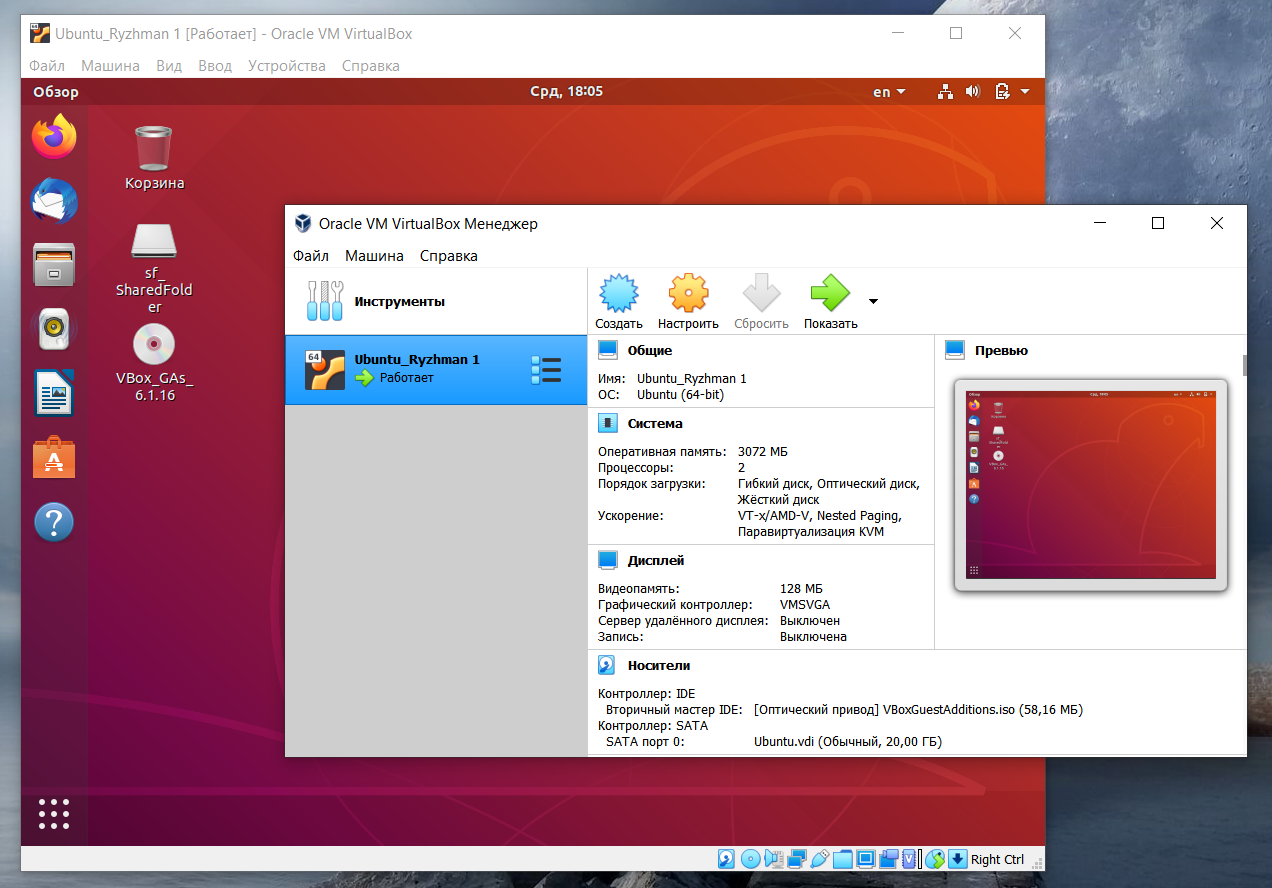 Ubuntu_Ryzhman 1 [Работает] - Oracle VM VirtualBox
Файл Машина Вид Ввод Устройства Справка
Обзор Срд, 18:05 en
Корзина
sf_
SharedFold
er
VBox_GAs_
6.1.16
Oracle VM VirtualBox Менеджер
Файл Машина Справка
Инструменты
64
Ubuntu_Ryzhman 1
Работает
Создать Настроить Сбросить Показать
Общие
Имя: Ubuntu_Ryzhman 1
ОС: Ubuntu (64-bit)
Система
Оперативная память: 3072 МБ
Процессоры: 2
Порядок загрузки: Гибкий диск, Оптический диск,
Жёсткий диск
Ускорение: VT-x/AMD-V, Nested Paging,
Паравиртуализация KVM
Дисплей
Видеопамять: 128 МБ
Графический контроллер: VMSVGA
Сервер удалённого дисплея: Выключен
Запись: Выключена
Превью
Носители
Контроллер: IDE
Вторичный мастер IDE: [Оптический привод] VBoxGuestAdditions.iso (58,16 МБ)
Контроллер: SATA
SATA порт 0: Ubuntu.vdi (Обычный, 20,00 ГБ)
Right Ctrl